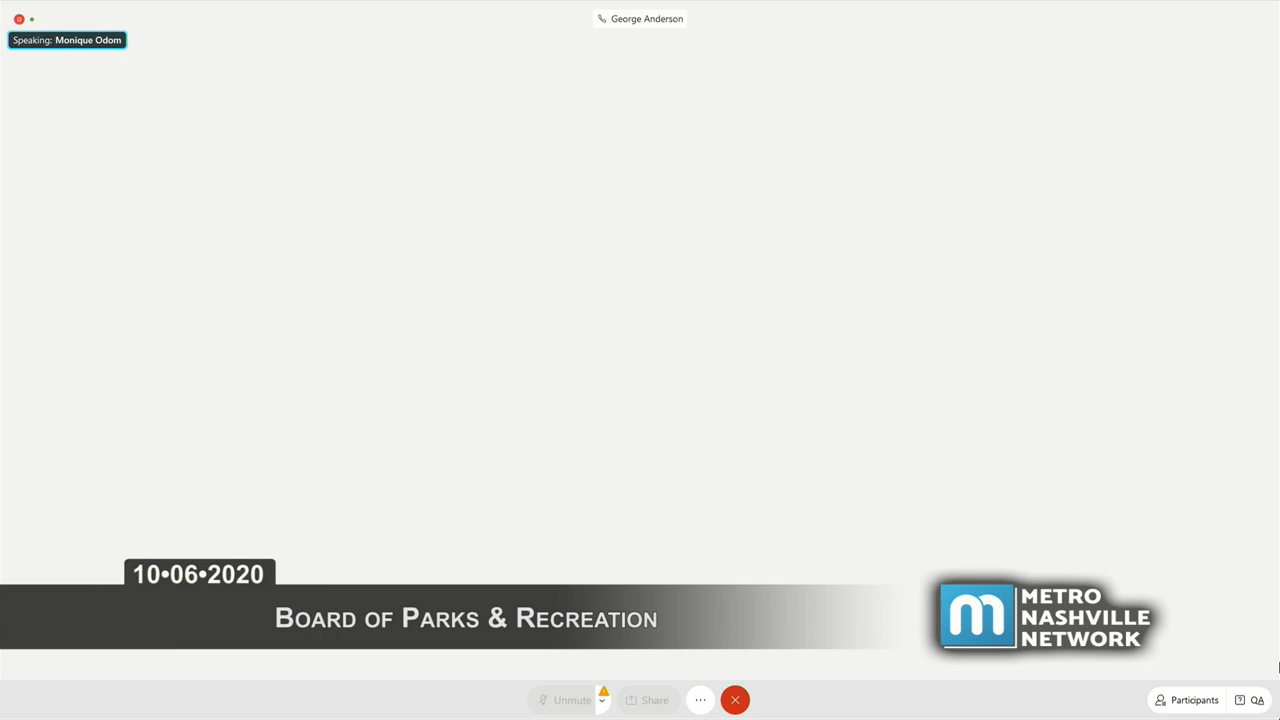 George Anderson
Speaking: Monique Odom
10•06•2020
BOARD OF PARKS & RECREATION
METRO
NASHVILLE
NETWORK
Unmute
Share
Participants
QA